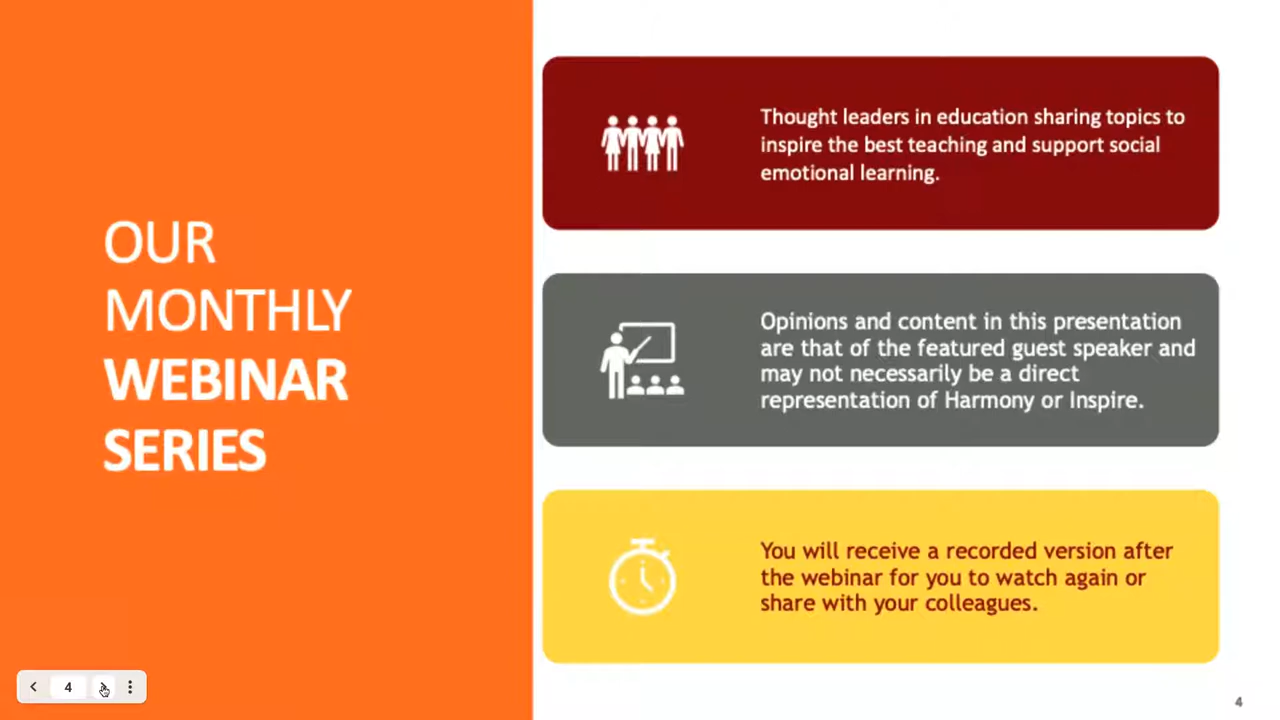 OUR
MONTHLY
WEBINAR
SERIES
Thought leaders in education sharing topics to
inspire the best teaching and support social
emotional learning.
Opinions and content in this presentation
are that of the featured guest speaker and
may not necessarily be a direct
representation of Harmony or Inspire.
You will receive a recorded version after
the webinar for you to watch again or
share with your colleagues.
4
4